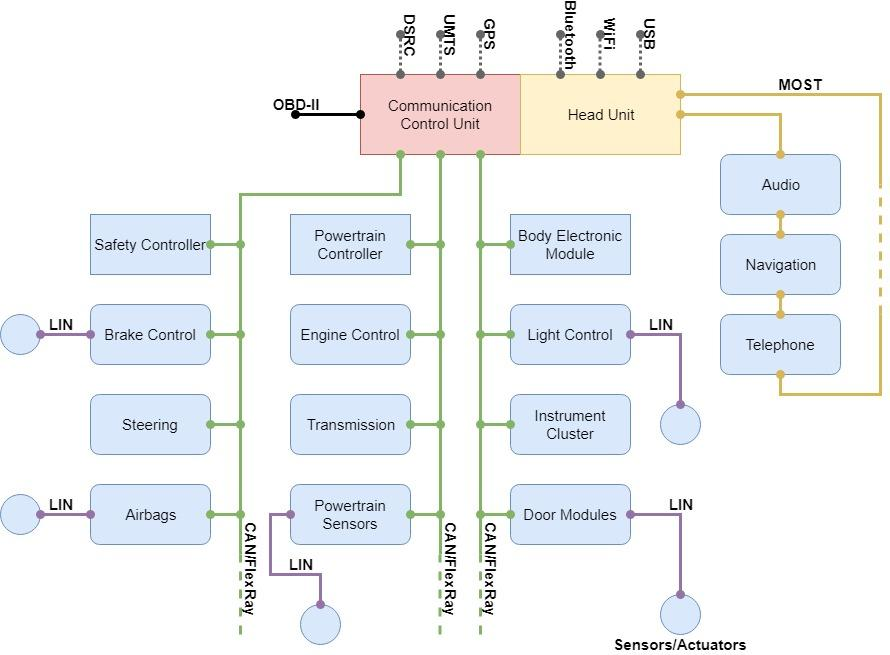 DSRC
UMTS
GPS
Bluetooth
WiFi
USB
OBD-II
Communication
Control Unit
Head Unit
MOST
Audio
Safety Controller
Powertrain
Controller
Body Electronic
Module
Navigation
LIN
Brake Control
Engine Control
Light Control
LIN
Telephone
Steering
Transmission
Instrument
Cluster
LIN
Airbags
Powertrain
Sensors
Door Modules
LIN
CAN/FlexRay
LIN
CAN/FlexRay
CAN/FlexRay
Sensors/Actuators